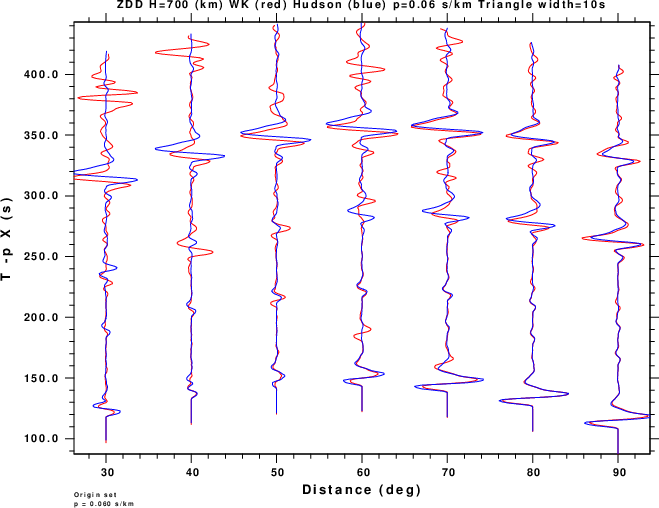 ZDD H=700 (km) WK (red) Hudson (blue) p=0.06 s/km Triangle width=10s
400.0
350.0
300.0
250.0
200.0
150.0
100.0
T -p X (s)
30 40 50 60 70 80 90
Distance (deg)
Origin set
p = 0.060 s/km